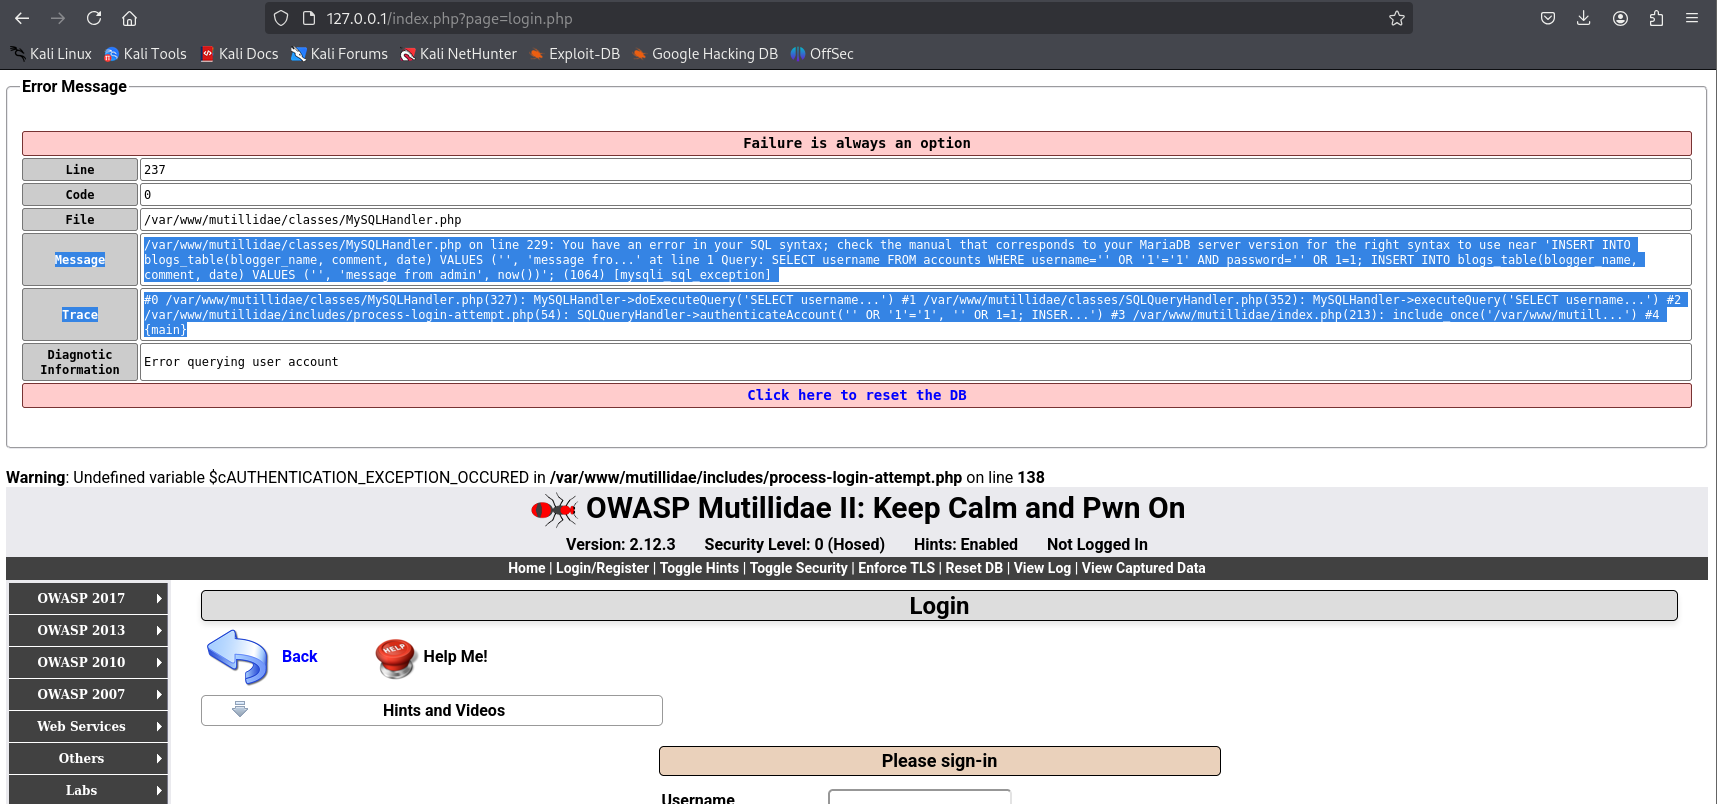 127.0.0.1/index.php?page=login.php
Kali Linux Kali Tools Kali Docs Kali Forums Kali NetHunter Exploit-DB Google Hacking DB OffSec
Error Message
Failure is always an option
Line 237
Code 0
File /var/www/mutillidae/classes/MySQLHandler.php
/var/www/mutillidae/classes/MySQLHandler.php on line 229: You have an error in your SQL syntax; check the manual that corresponds to your MariaDB server version for the right syntax to use near 'INSERT INTO
Message blogs_table(blogger_name, comment, date) VALUES ('', 'message fro...' at line 1 Query: SELECT username FROM accounts WHERE username='' OR '1'='1' AND password='' OR 1=1; INSERT INTO blogs_table(blogger_name,
comment, date) VALUES ('', 'message from admin', now())'; (1064) [mysqli_sql_exception]
#0 /var/www/mutillidae/classes/MySQLHandler.php(327): MySQLHandler->doExecuteQuery('SELECT username...') #1 /var/www/mutillidae/classes/SQLQueryHandler.php(352): MySQLHandler->executeQuery('SELECT username...') #2
Trace /var/www/mutillidae/includes/process-login-attempt.php(54): SQLQueryHandler->authenticateAccount('' OR '1'='1', '' OR 1=1; INSER...') #3 /var/www/mutillidae/index.php(213): include_once('/var/www/mutill...') #4
{main}
Diagnostic
Information Error querying user account
Click here to reset the DB
Warning: Undefined variable $cAUTHENTICATION_EXCEPTION_OCCURED in /var/www/mutillidae/includes/process-login-attempt.php on line 138
OWASP Mutillidae II: Keep Calm and Pwn On
Version: 2.12.3 Security Level: 0 (Hosed) Hints: Enabled Not Logged In
Home | Login/Register | Toggle Hints | Toggle Security | Enforce TLS | Reset DB | View Log | View Captured Data
OWASP 2017
OWASP 2013
OWASP 2010
OWASP 2007
Web Services
Others
Labs
Login
Back HELP Help Me!
Hints and Videos
Please sign-in
Username